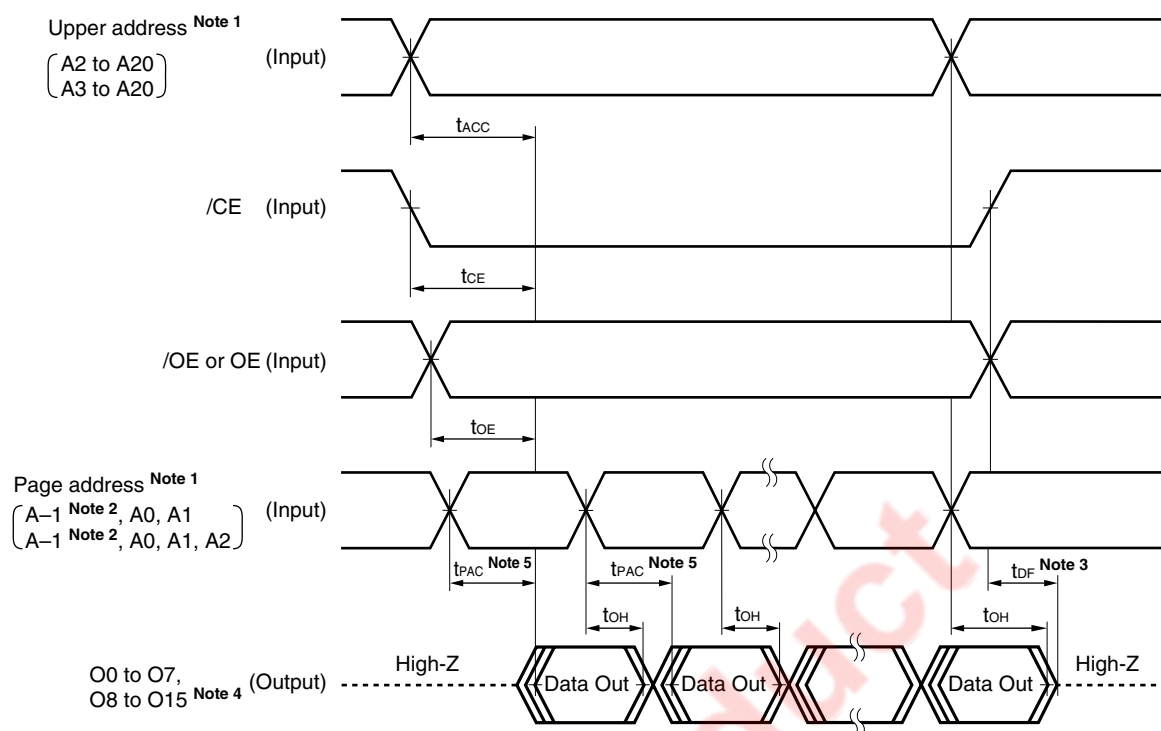 Upper address Note 1
A2 to A20
A3 to A20
(Input)
tACC
/CE (Input)
tCE
/OE or OE (Input)
tOE
Page address Note 1
A–1 Note 2, A0, A1
A–1 Note 2, A0, A1, A2
(Input)
tPAC Note 5
tPAC Note 5
tDF Note 3
tOH
tOH
tOH
O0 to O7,
O8 to O15 Note 4
(Output)
High-Z
Data Out
Data Out
Data Out
High-Z
duct